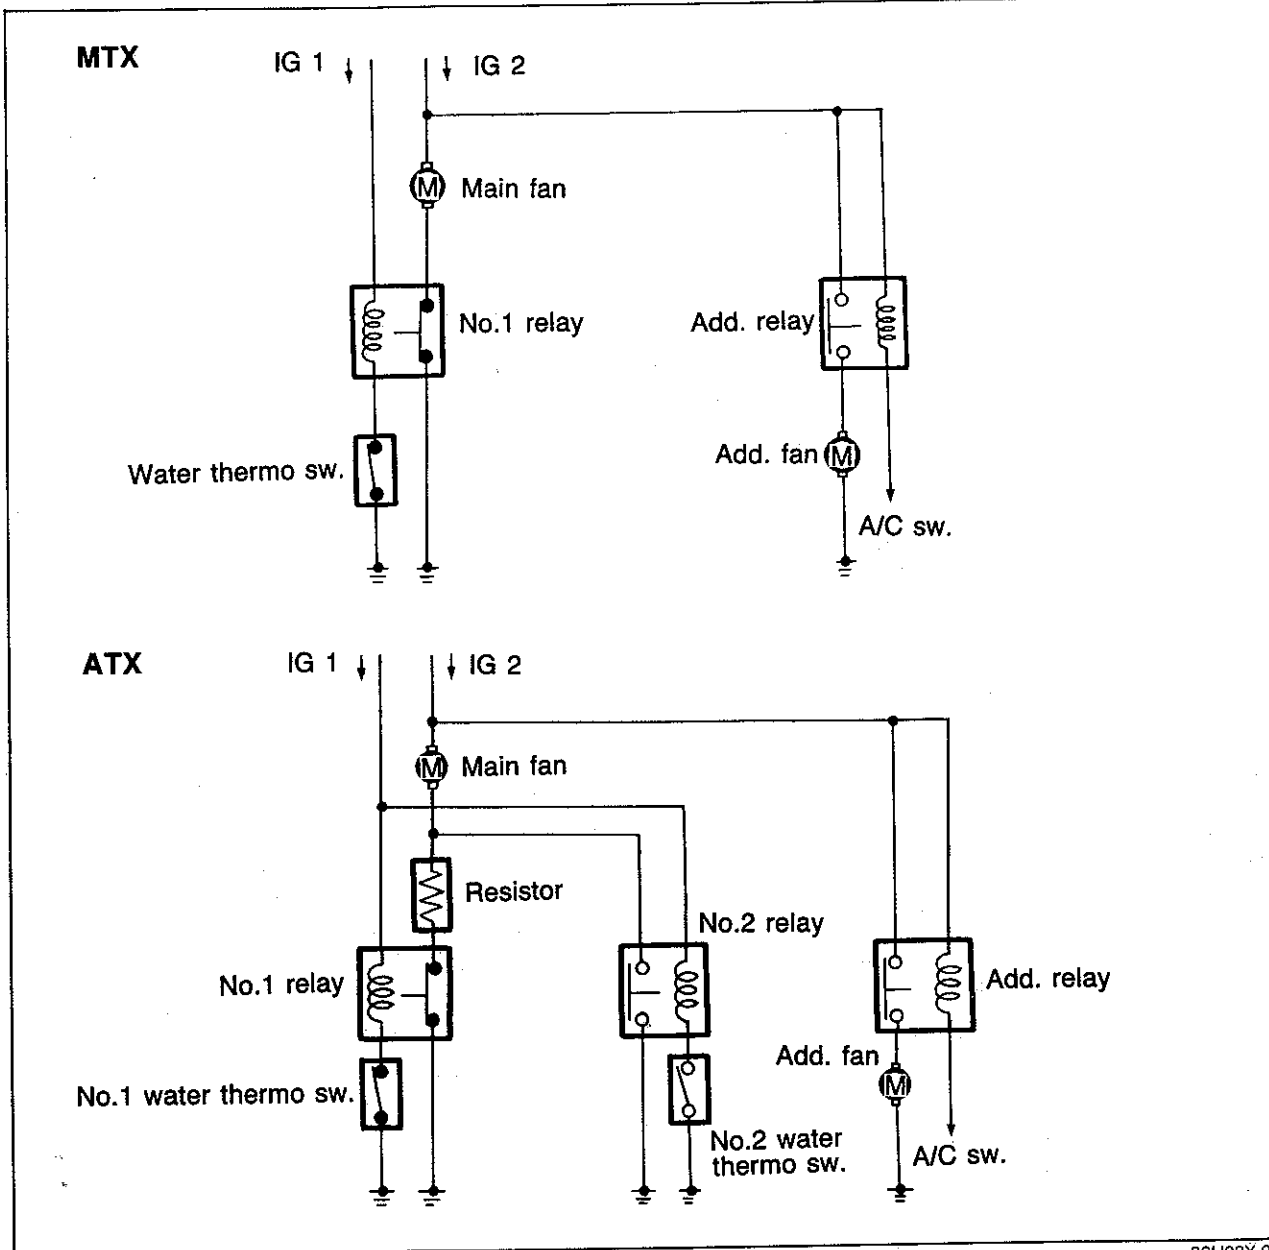 MTX
IG 1
IG 2
M
Main fan
No.1 relay
Add. relay
Water thermo sw.
Add. fan
M
A/C sw.
ATX
IG 1
IG 2
M
Main fan
Resistor
No.2 relay
No.1 relay
Add. relay
Add. fan
M
No.1 water thermo sw.
No.2 water
thermo sw.
A/C sw.